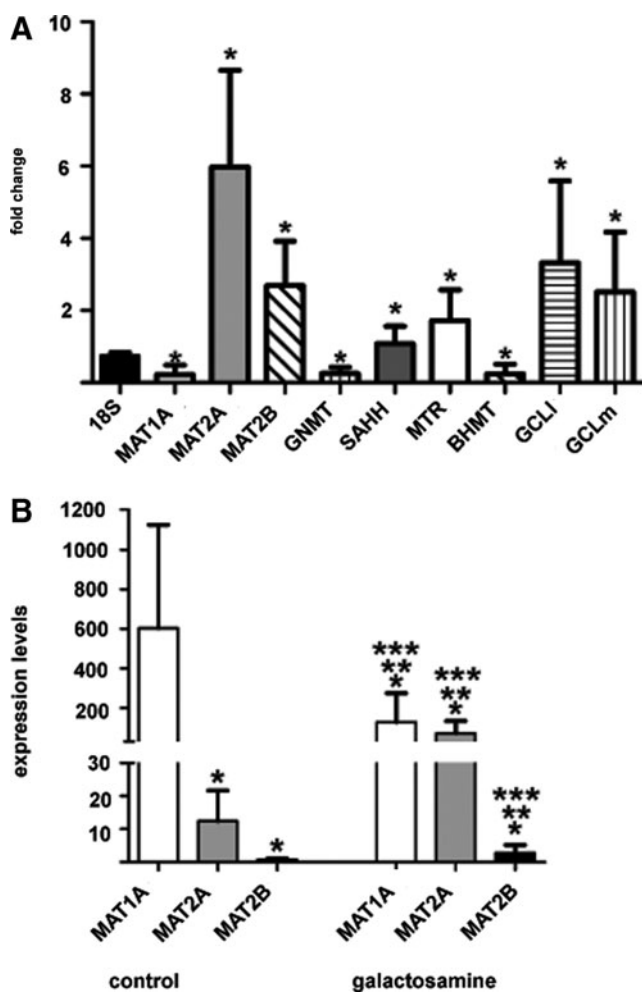 A
10
8
6
4
2
fold change
*
*
*
*
*
*
*
*
*
18S
MAT1A
MAT2A
MAT2B
GNMT
SAHH
MTR
BHMT
GCLl
GCLm
B
1200
1000
800
600
400
200
30
20
10
expression levels
*
*
***
**
*
***
**
*
***
**
*
MAT1A
MAT2A
MAT2B
MAT1A
MAT2A
MAT2B
control
galactosamine